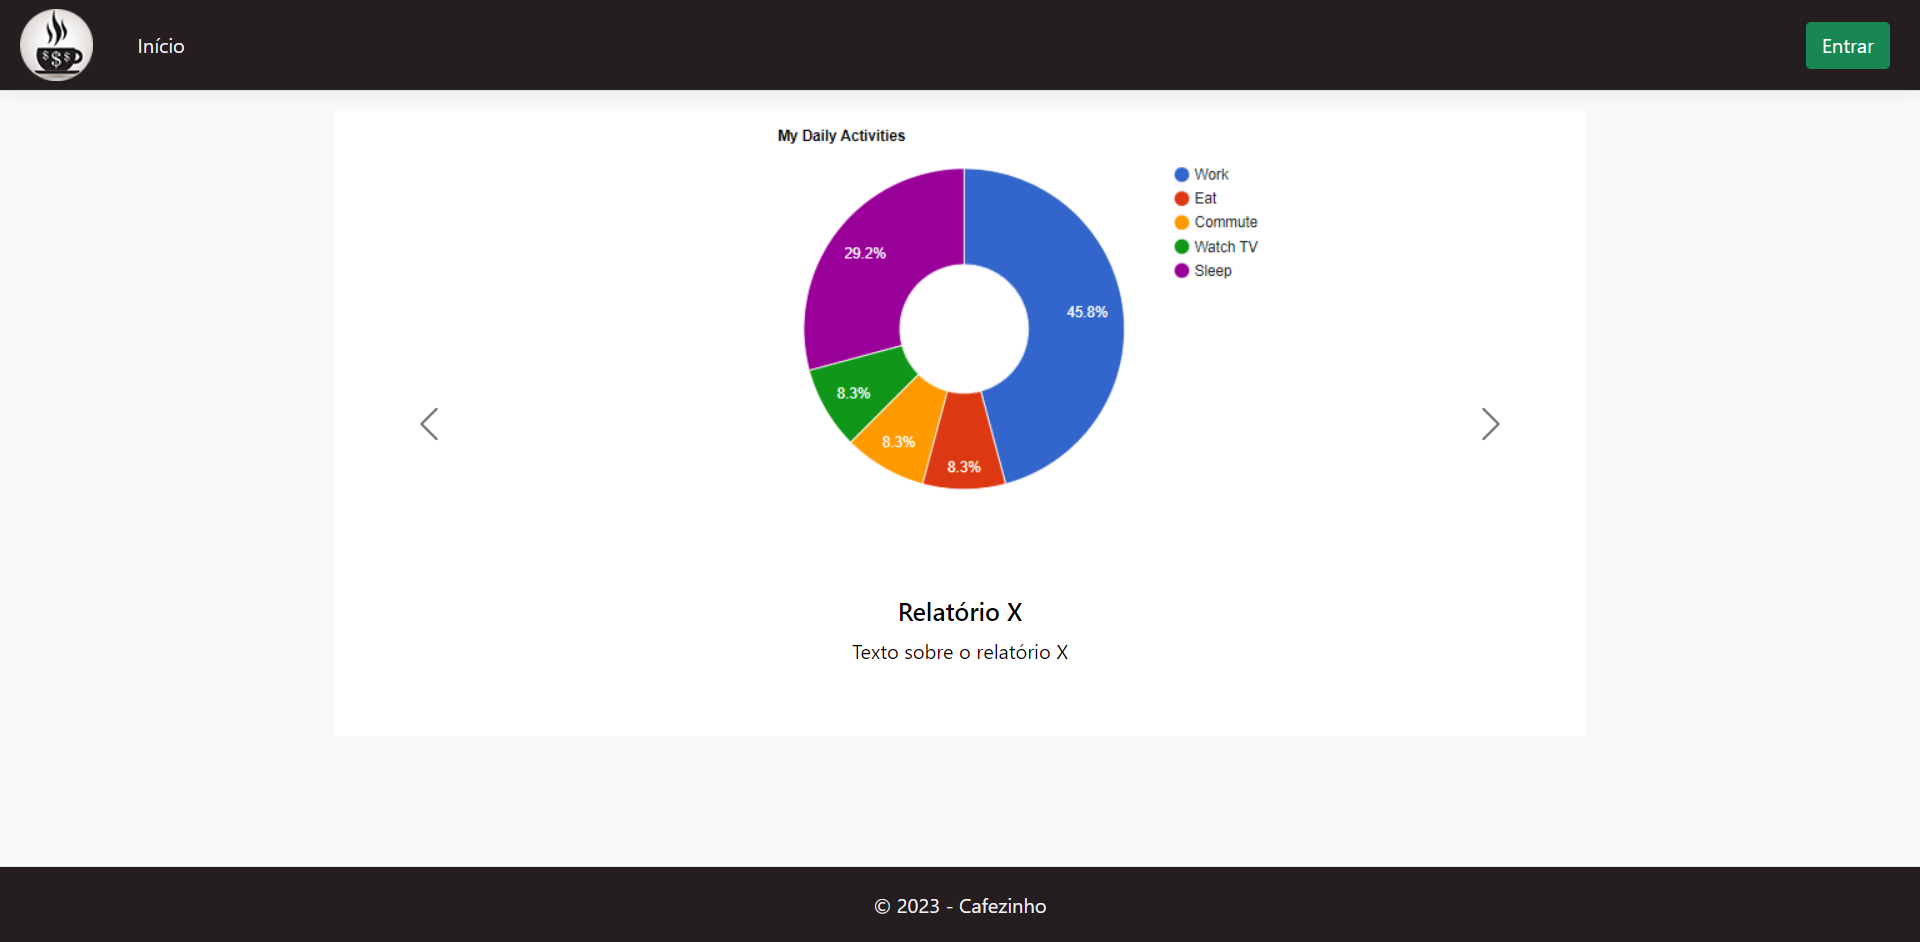 $$$
Início
Entrar
My Daily Activities
Work
Eat
Commute
Watch TV
Sleep
29.2%
45.8%
8.3%
8.3%
8.3%
Relatório X
Texto sobre o relatório X
© 2023 - Cafezinho